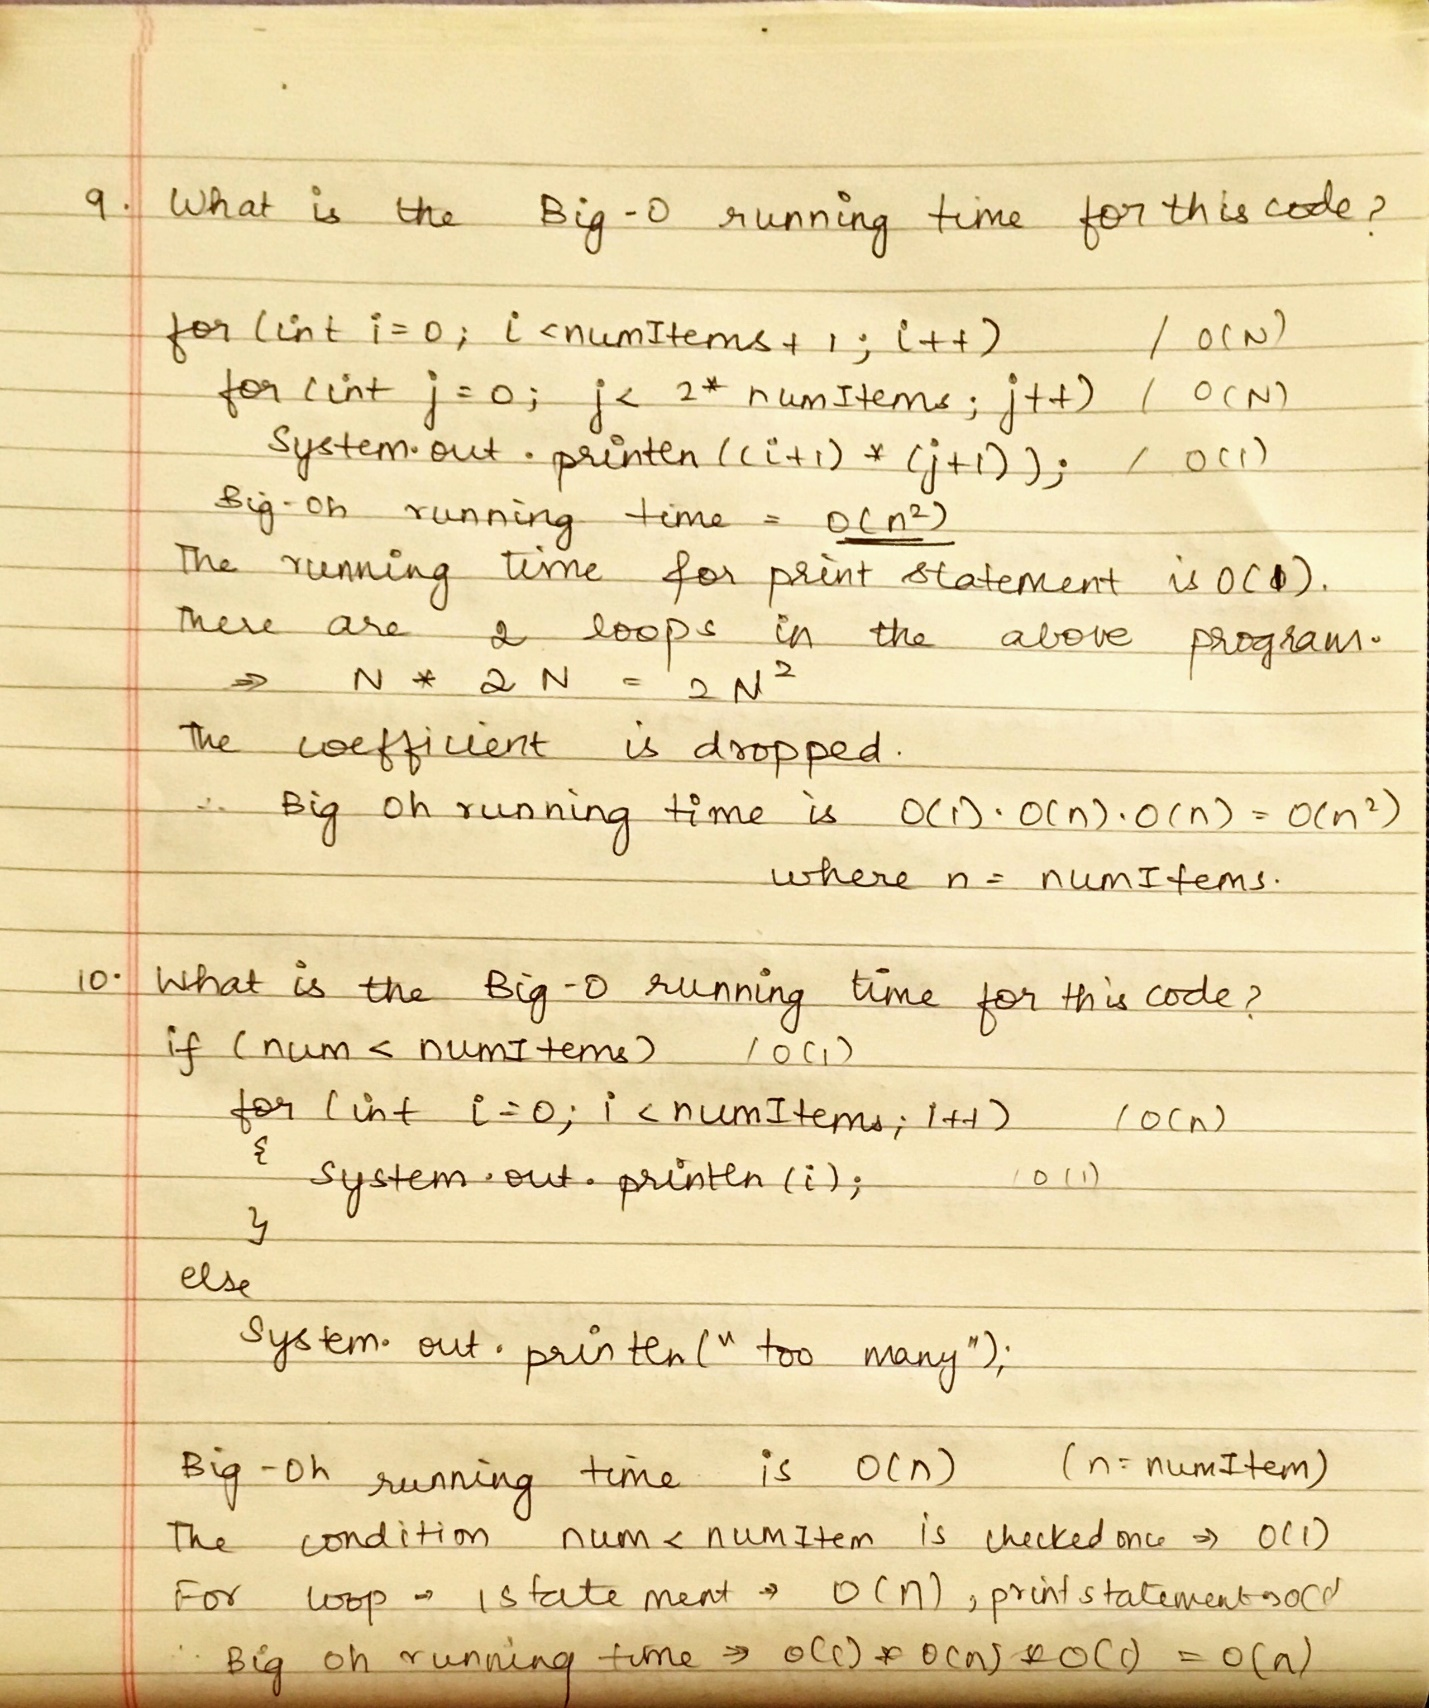 9. What is the Big-O running time for this code?
for (int i=0; i <numItems+1; i++) / O(N)
for (int j=0; j< 2* numItems; j++) / O(N)
System.out.println((i+1) * (j+1)); / O(1)
Big-Oh running time = O(n²)
The running time for print statement is O(1).
There are 2 loops in the above program.
⇒ N * 2N = 2N²
The coefficient is dropped.
∴ Big Oh running time is O(1).O(n).O(n) = O(n²)
where n = numItems.
10. What is the Big-O running time for this code?
if (num < numItems) / O(1)
for (int i=0; i <numItems; i++) / O(n)
{
System.out.println(i); / O(1)
}
else
System.out.println("too many");
Big-Oh running time is O(n) (n=numItem)
The condition num < numItem is checked once ⇒ O(1)
For loop → 1 statement → O(n), print statement → O(1
∴ Big Oh running time ⇒ O(1) * O(n) * O(1) = O(n)